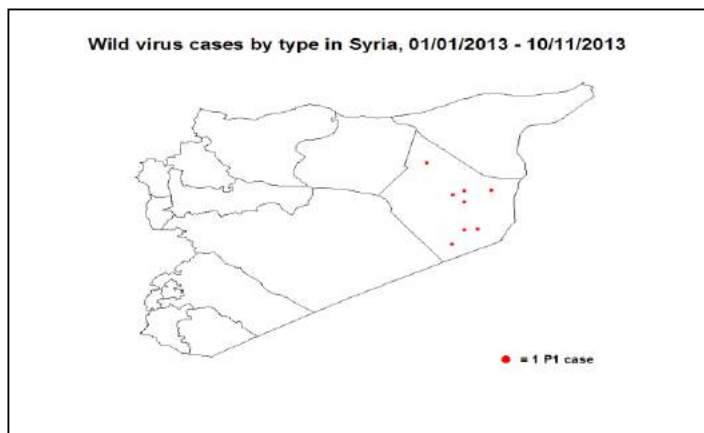 Wild virus cases by type in Syria, 01/01/2013 - 10/11/2013
= 1 P1 case